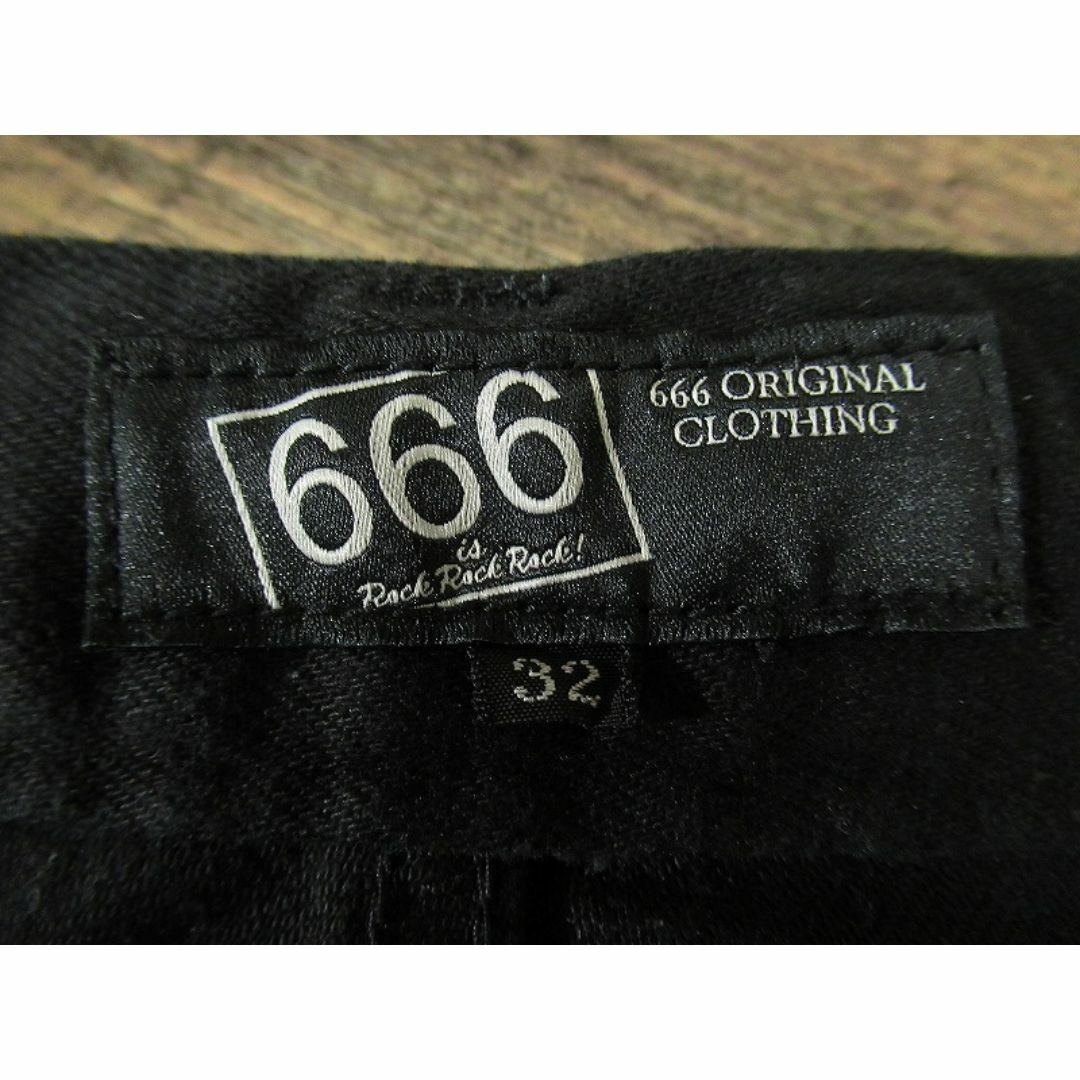 666
is
Rock Rock Rock!
666 ORIGINAL
CLOTHING
32